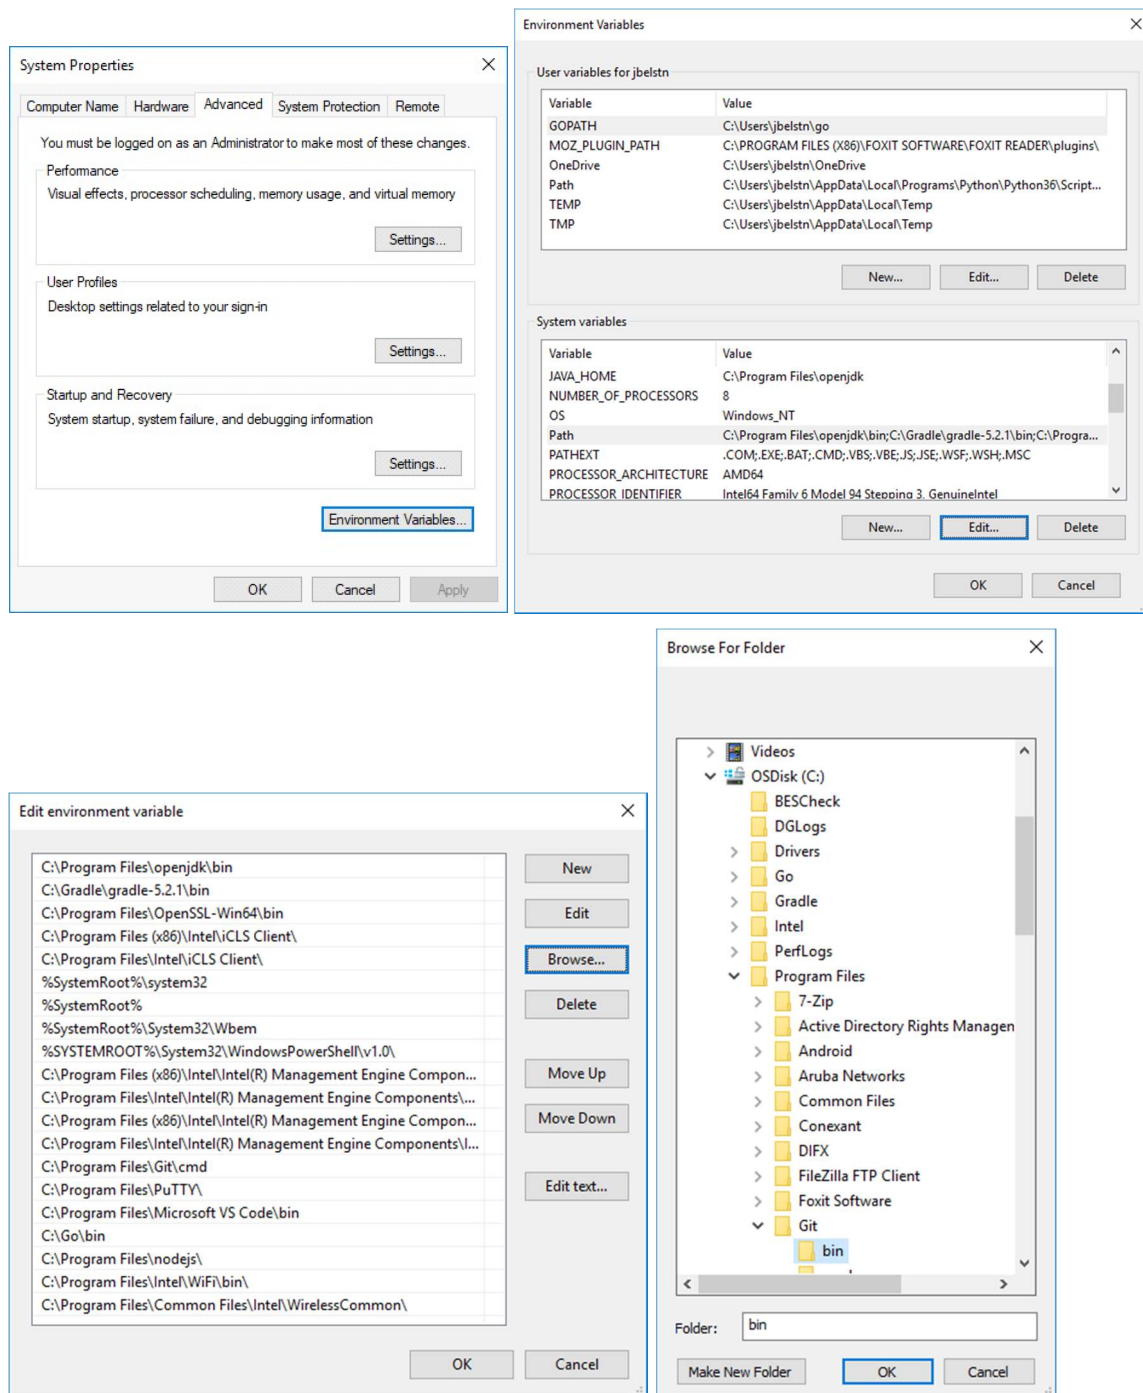 System Properties
Computer Name Hardware Advanced System Protection Remote
You must be logged on as an Administrator to make most of these changes.
Performance
Visual effects, processor scheduling, memory usage, and virtual memory
Settings...
User Profiles
Desktop settings related to your sign-in
Settings...
Startup and Recovery
System startup, system failure, and debugging information
Settings...
Environment Variables...
OK Cancel Apply
Environment Variables
User variables for jbelstn
Variable Value
GOPATH C:\Users\jbelstn\go
MOZ_PLUGIN_PATH C:\PROGRAM FILES (X86)\FOXIT SOFTWARE\FOXIT READER\plugins\
OneDrive C:\Users\jbelstn\OneDrive
Path C:\Users\jbelstn\AppData\Local\Programs\Python\Python36\Script...
TEMP C:\Users\jbelstn\AppData\Local\Temp
TMP C:\Users\jbelstn\AppData\Local\Temp
New... Edit... Delete
System variables
Variable Value
JAVA_HOME C:\Program Files\openjdk
NUMBER_OF_PROCESSORS 8
OS Windows_NT
Path C:\Program Files\openjdk\bin;C:\Gradle\gradle-5.2.1\bin;C:\Progra...
PATHEXT .COM;.EXE;.BAT;.CMD;.VBS;.VBE;.JS;.JSE;.WSF;.WSH;.MSC
PROCESSOR_ARCHITECTURE AMD64
PROCESSOR_IDENTIFIER Intel64 Family 6 Model 94 Stepping 3, GenuineIntel
New... Edit... Delete
OK Cancel
Edit environment variable
C:\Program Files\openjdk\bin
C:\Gradle\gradle-5.2.1\bin
C:\Program Files\OpenSSL-Win64\bin
C:\Program Files (x86)\Intel\iCLS Client\
C:\Program Files\Intel\iCLS Client\
%SystemRoot%\system32
%SystemRoot%
%SystemRoot%\System32\Wbem
%SYSTEMROOT%\System32\WindowsPowerShell\v1.0\
C:\Program Files (x86)\Intel\Intel(R) Management Engine Compon...
C:\Program Files\Intel\Intel(R) Management Engine Components\...
C:\Program Files (x86)\Intel\Intel(R) Management Engine Compon...
C:\Program Files\Intel\Intel(R) Management Engine Components\I...
C:\Program Files\Git\cmd
C:\Program Files\PuTTY\
C:\Program Files\Microsoft VS Code\bin
C:\Go\bin
C:\Program Files\nodejs\
C:\Program Files\Intel\WiFi\bin\
C:\Program Files\Common Files\Intel\WirelessCommon\
New
Edit
Browse...
Delete
Move Up
Move Down
Edit text...
OK Cancel
Browse For Folder
Videos
OSDisk (C:)
BESCheck
DGLogs
Drivers
Go
Gradle
Intel
PerfLogs
Program Files
7-Zip
Active Directory Rights Managen
Android
Aruba Networks
Common Files
Conexant
DIFX
FileZilla FTP Client
Foxit Software
Git
bin
Folder: bin
Make New Folder OK Cancel